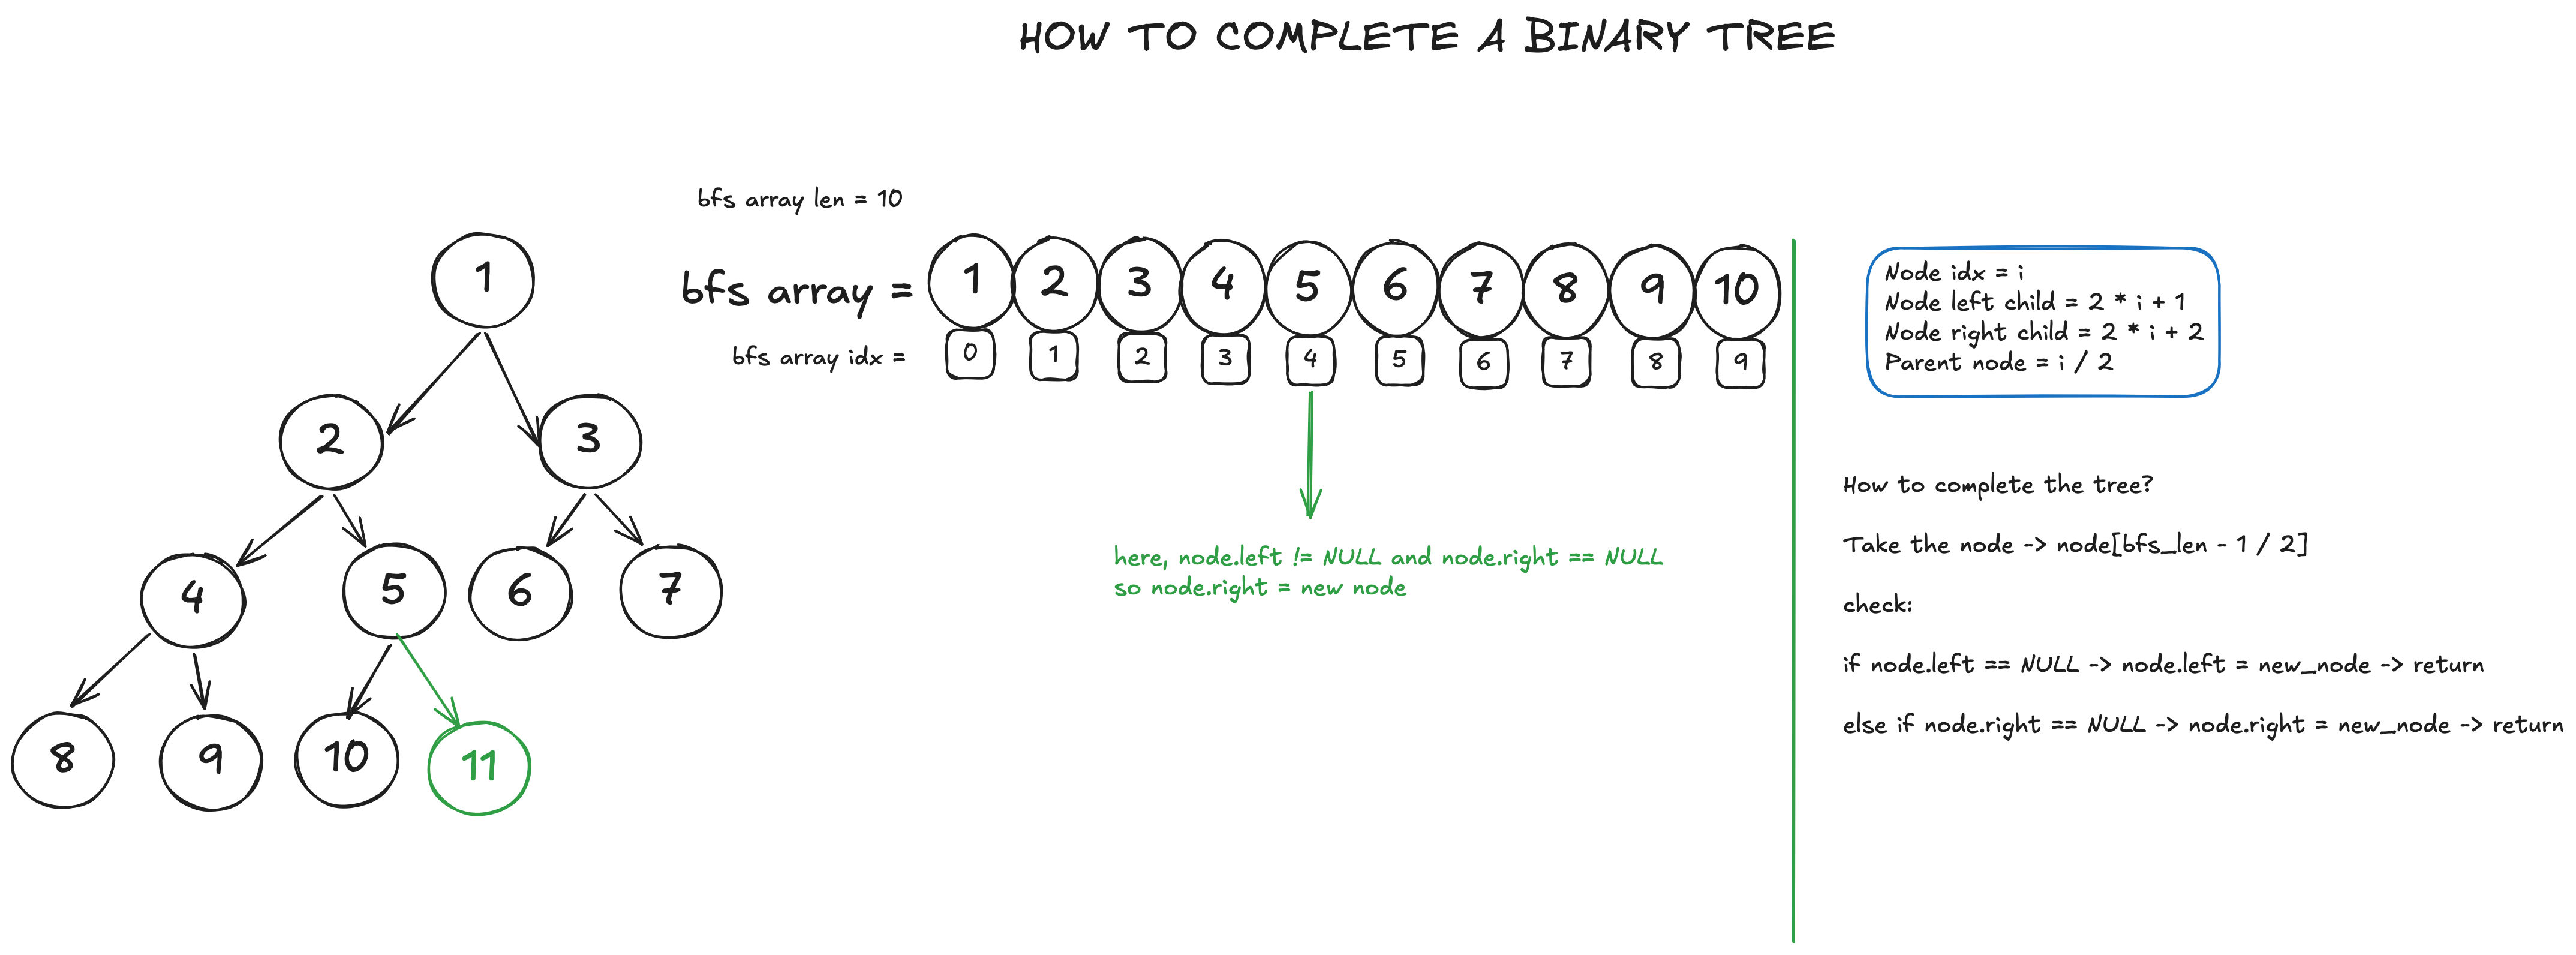 HOW TO COMPLETE A BINARY TREE
bfs array len = 10
bfs array = 1 2 3 4 5 6 7 8 9 10
bfs array idx = 0 1 2 3 4 5 6 7 8 9
here, node.left != NULL and node.right == NULL
so node.right = new node
1
2 3
4 5 6 7
8 9 10 11
Node idx = i
Node left child = 2 * i + 1
Node right child = 2 * i + 2
Parent node = i / 2
How to complete the tree?
Take the node -> node[bfs_len - 1 / 2]
check:
if node.left == NULL -> node.left = new_node -> return
else if node.right == NULL -> node.right = new_node -> return